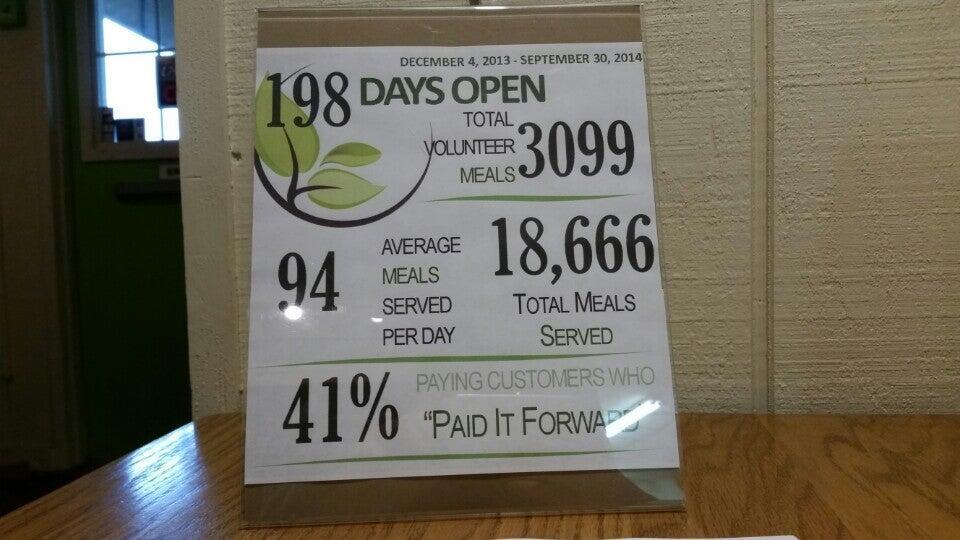 DECEMBER 4, 2013 - SEPTEMBER 30, 2014
198 DAYS OPEN
TOTAL
VOLUNTEER
MEALS
3099
94
AVERAGE
MEALS
SERVED
PER DAY
18,666
TOTAL MEALS
SERVED
41%
PAYING CUSTOMERS WHO
"PAID IT FORWARD"